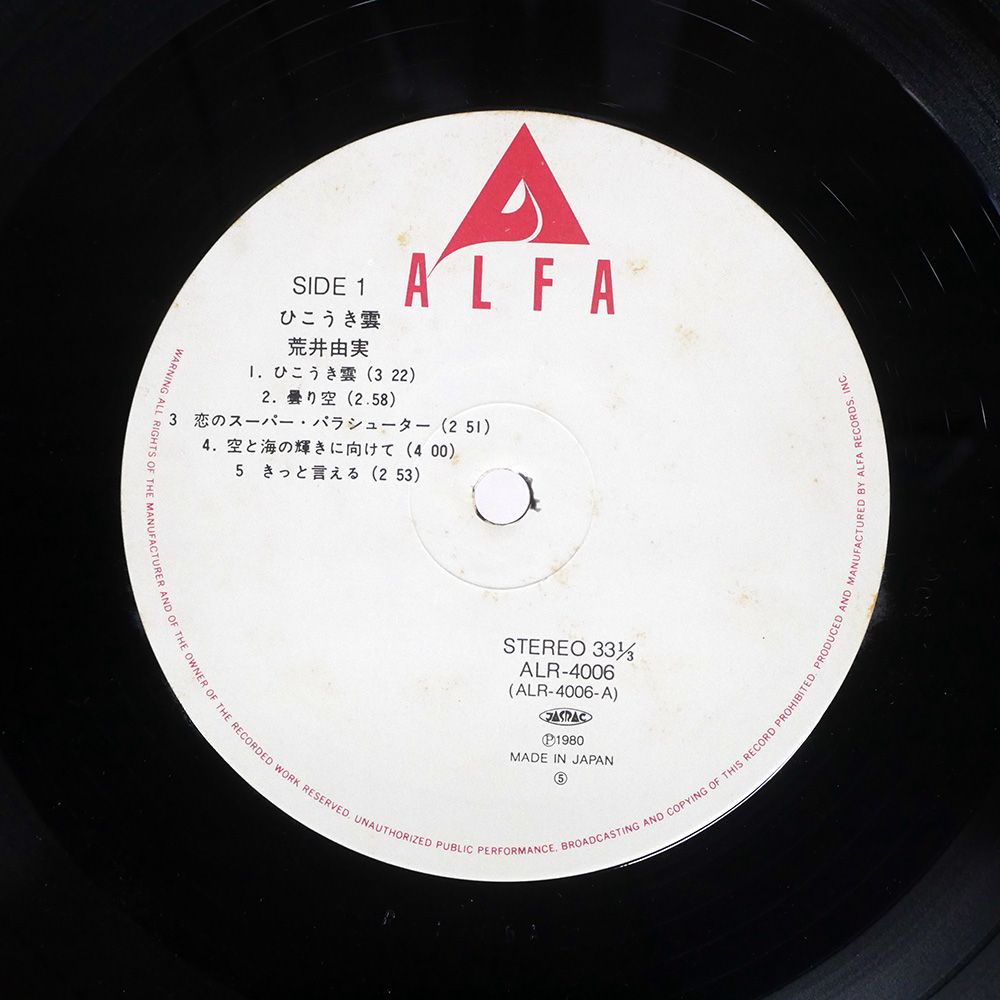 ALFA
SIDE 1
ひこうき雲
荒井由実
1. ひこうき雲 (3 22)
2. 曇り空 (2.58)
3 恋のスーパー・パラシューター (2 51)
4. 空と海の輝きに向けて (4 00)
5 きっと言える (2 53)
STEREO 33 1/3
ALR-4006
(ALR-4006-A)
JASRAC
Ⓟ1980
MADE IN JAPAN
⑤
WARNING ALL RIGHTS OF THE MANUFACTURER AND OF THE OWNER OF THE RECORDED WORK RESERVED. UNAUTHORIZED PUBLIC PERFORMANCE, BROADCASTING AND COPYING OF THIS RECORD PROHIBITED. PRODUCED AND MANUFACTURED BY ALFA RECORDS, INC.